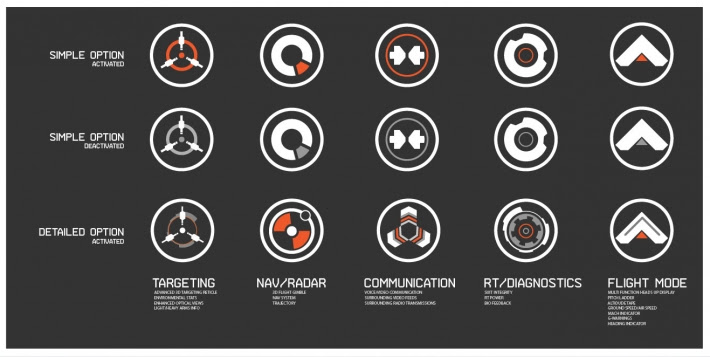 SIMPLE OPTION
ACTIVATED
SIMPLE OPTION
DEACTIVATED
DETAILED OPTION
ACTIVATED
TARGETING
ADVANCED 3D TARGETING RETICLE
ENVIRONMENTAL STATS
ENHANCED OPTICAL VIEWS
LIGHT-HEAVY ARMS INFO
NAV/RADAR
3D FLIGHT-GIMBLE
NAV SYSTEM
TRAJECTORY
COMMUNICATION
VOICE/VIDEO COMMUNICATION
SURROUNDING VIDEO FEEDS
SURROUNDING RADIO TRANSMISSIONS
RT/DIAGNOSTICS
SUIT INTEGRITY
RT POWER
BIO FEEDBACK
FLIGHT MODE
MULTI FUNCTION HEADS UP DISPLAY
PITCH LADDER
ALTITUDE TAPE
GROUND SPEED/AIR SPEED
MACH INDICATOR
G-WARNINGS
HEADING INDICATOR